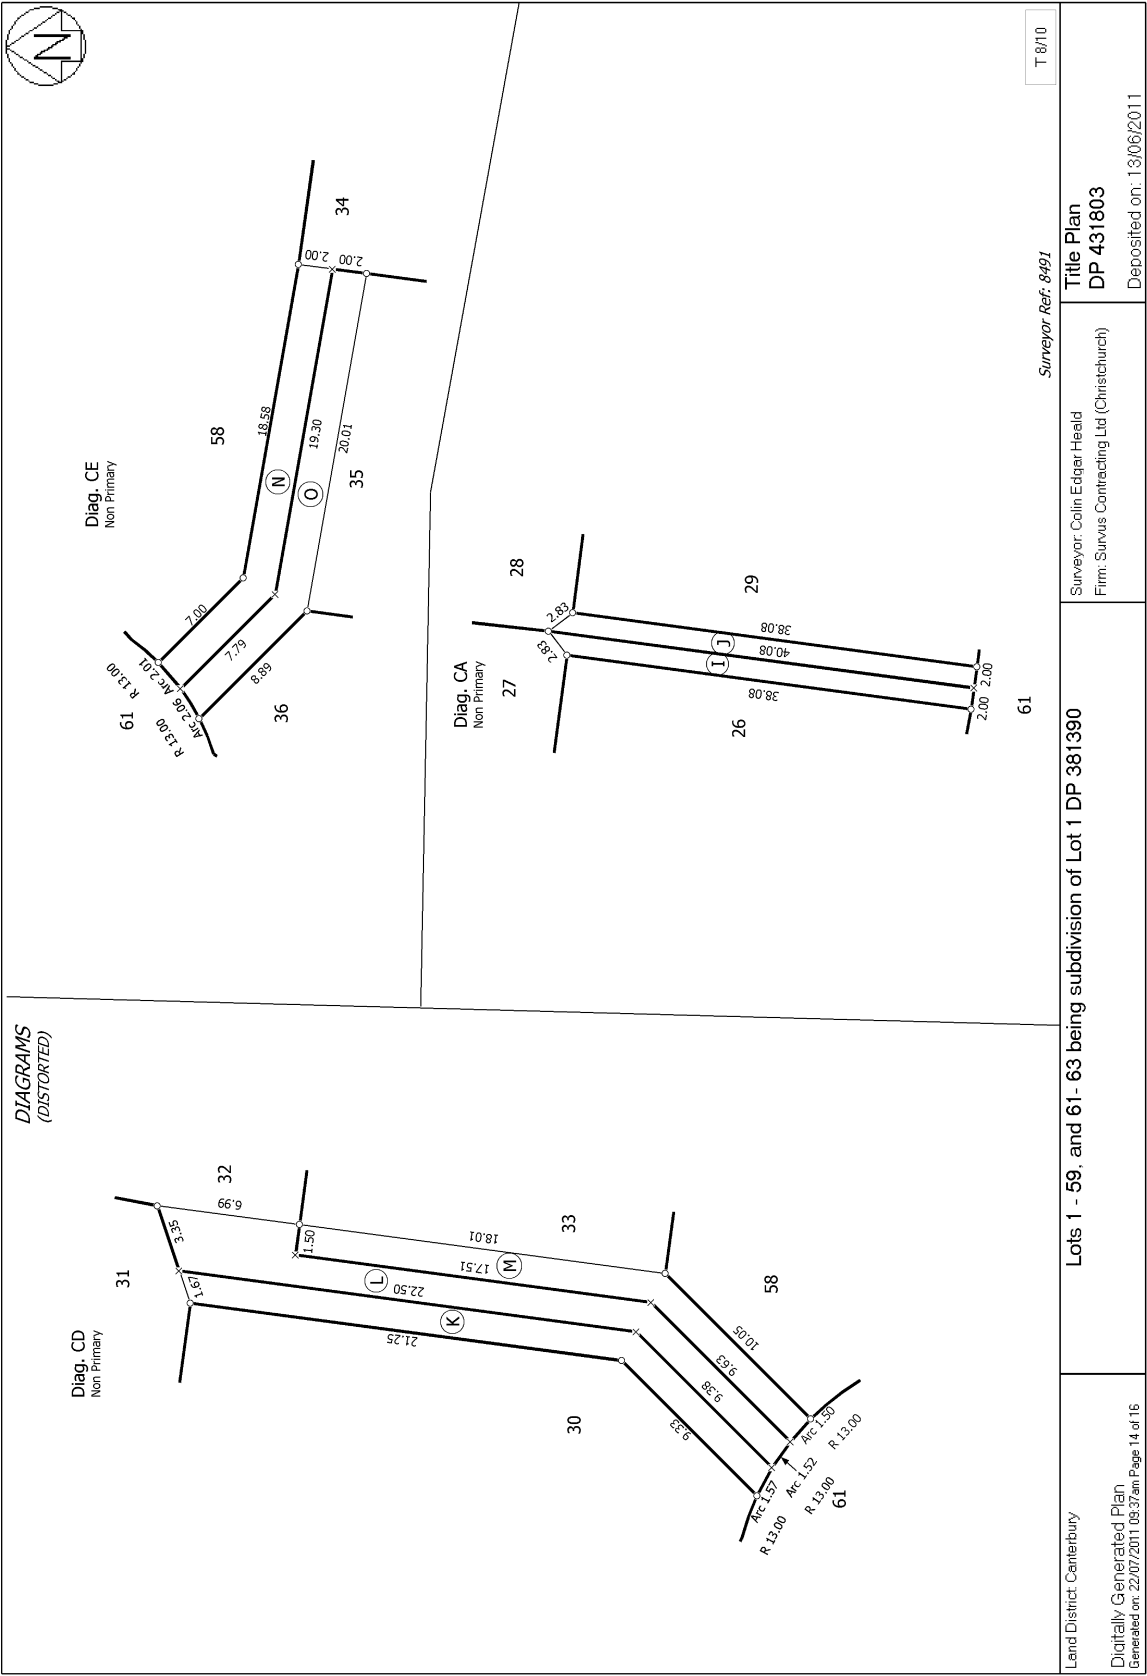 DIAGRAMS
(DISTORTED)
N
T 8/10
Diag. CD
Non Primary
31
32
33
30
58
61
3.35
1.67
6.99
1.50
18.01
17.51
22.50
21.25
L
M
K
10.05
9.63
9.38
9.33
Arc 1.50
R 13.00
Arc 1.52
R 13.00
Arc 1.57
R 13.00
Diag. CE
Non Primary
61
58
34
35
36
R 13.00
Arc 2.01
R 13.00
Arc 2.06
7.00
7.79
8.89
18.58
19.30
20.01
2.00
2.00
N
O
Diag. CA
Non Primary
27
28
29
26
61
2.83
2.83
38.08
40.08
38.08
I
J
2.00
2.00
Surveyor Ref: 8491
Land District: Canterbury
Digitally Generated Plan
Generated on: 22/07/2011 09:37am Page 14 of 16
Lots 1 - 59, and 61- 63 being subdivision of Lot 1 DP 381390
Surveyor: Colin Edgar Heald
Firm: Survus Contracting Ltd (Christchurch)
Title Plan
DP 431803
Deposited on: 13/06/2011